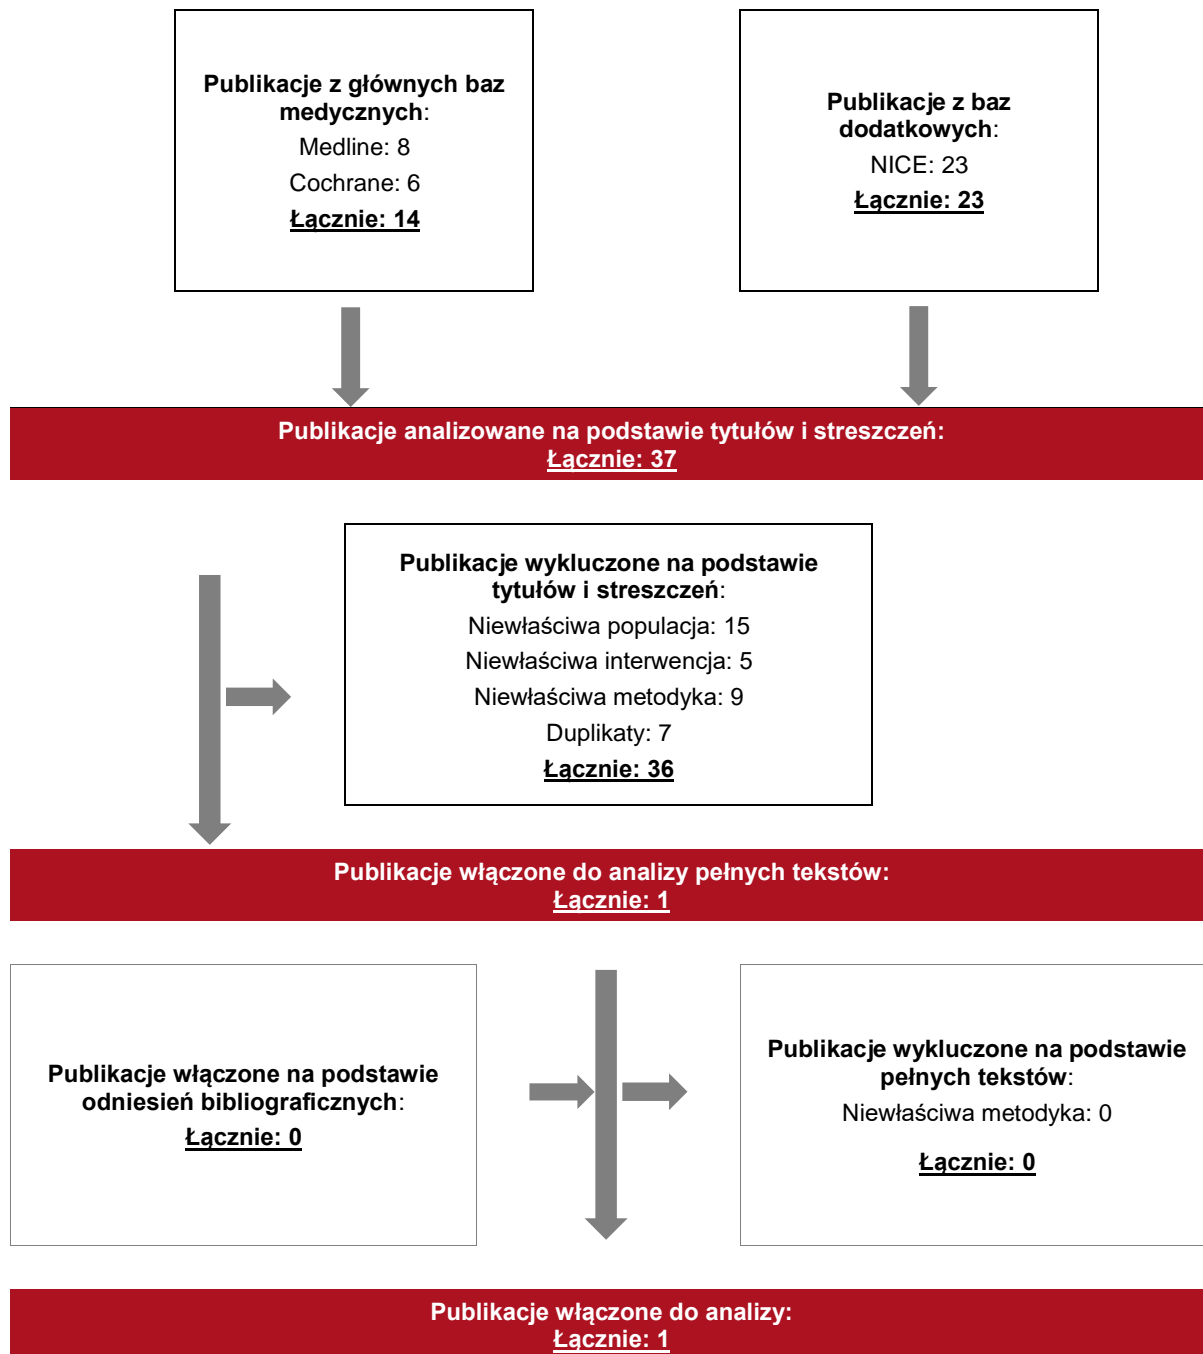 Publikacje z głównych baz
medycznych:
Medline: 8
Cochrane: 6
Łącznie: 14
Publikacje z baz
dodatkowych:
NICE: 23
Łącznie: 23
Publikacje analizowane na podstawie tytułów i streszczeń:
Łącznie: 37
Publikacje wykluczone na podstawie
tytułów i streszczeń:
Niewłaściwa populacja: 15
Niewłaściwa interwencja: 5
Niewłaściwa metodyka: 9
Duplikaty: 7
Łącznie: 36
Publikacje włączone do analizy pełnych tekstów:
Łącznie: 1
Publikacje włączone na podstawie
odniesień bibliograficznych:
Łącznie: 0
Publikacje wykluczone na podstawie
pełnych tekstów:
Niewłaściwa metodyka: 0
Łącznie: 0
Publikacje włączone do analizy:
Łącznie: 1